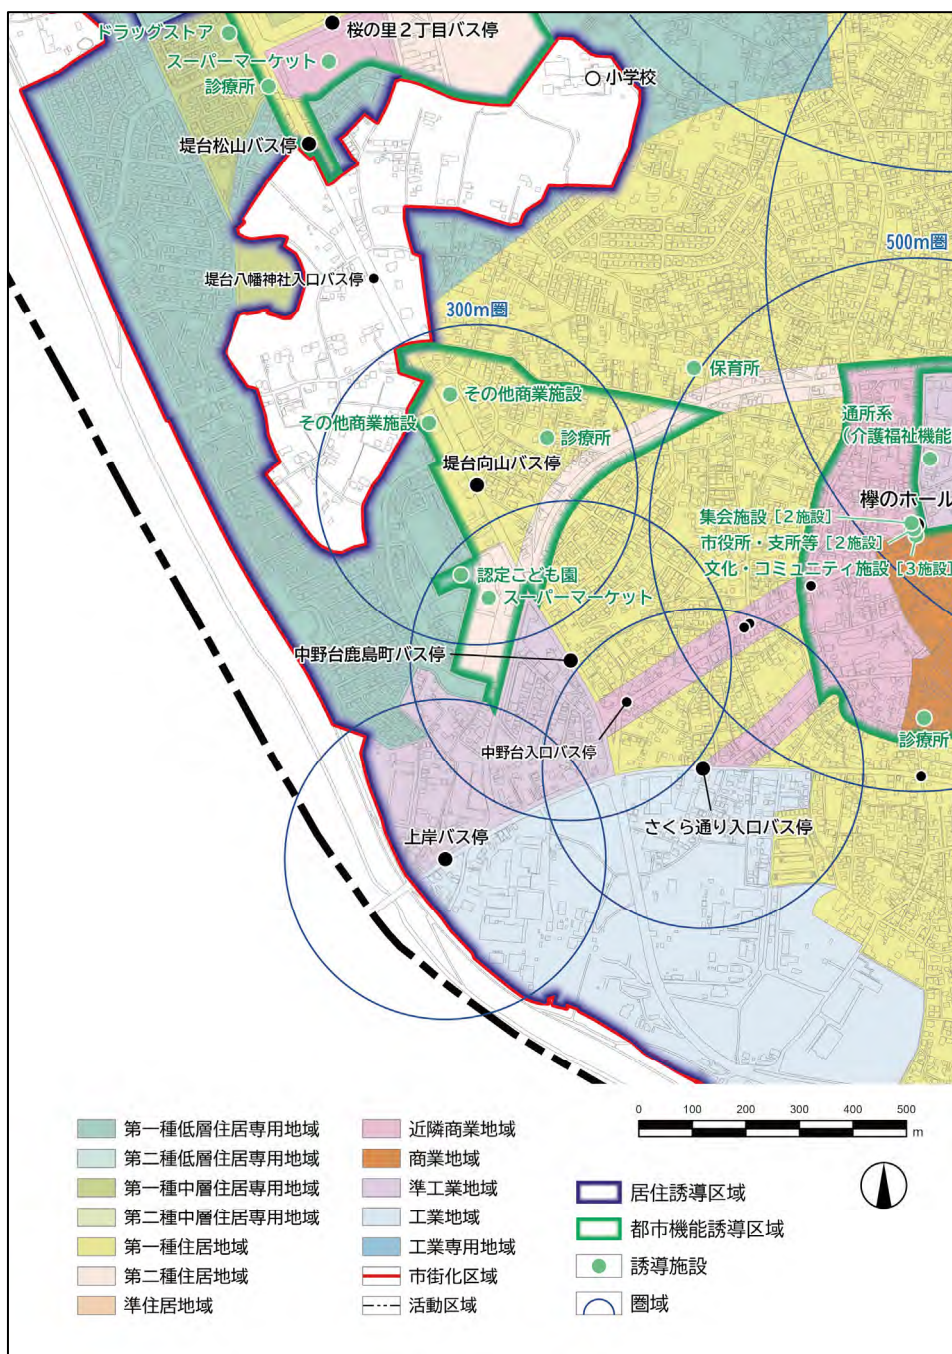 ドラッグストア
桜の里2丁目バス停
スーパーマーケット
診療所
小学校
堤台松山バス停
500m圏
堤台八幡神社入口バス停
300m圏
保育所
その他商業施設
その他商業施設
通所系
(介護福祉機能
診療所
堤台向山バス停
欅のホール
集会施設[2施設]
市役所・支所等[2施設]
文化・コミュニティ施設[3施設]
認定こども園
スーパーマーケット
中野台鹿島町バス停
中野台入口バス停
診療所
さくら通り入口バス停
上岸バス停
第一種低層住居専用地域
第二種低層住居専用地域
第一種中層住居専用地域
第二種中層住居専用地域
第一種住居地域
第二種住居地域
準住居地域
近隣商業地域
商業地域
準工業地域
工業地域
工業専用地域
市街化区域
活動区域
0 100 200 300 400 500
m
居住誘導区域
都市機能誘導区域
誘導施設
圏域